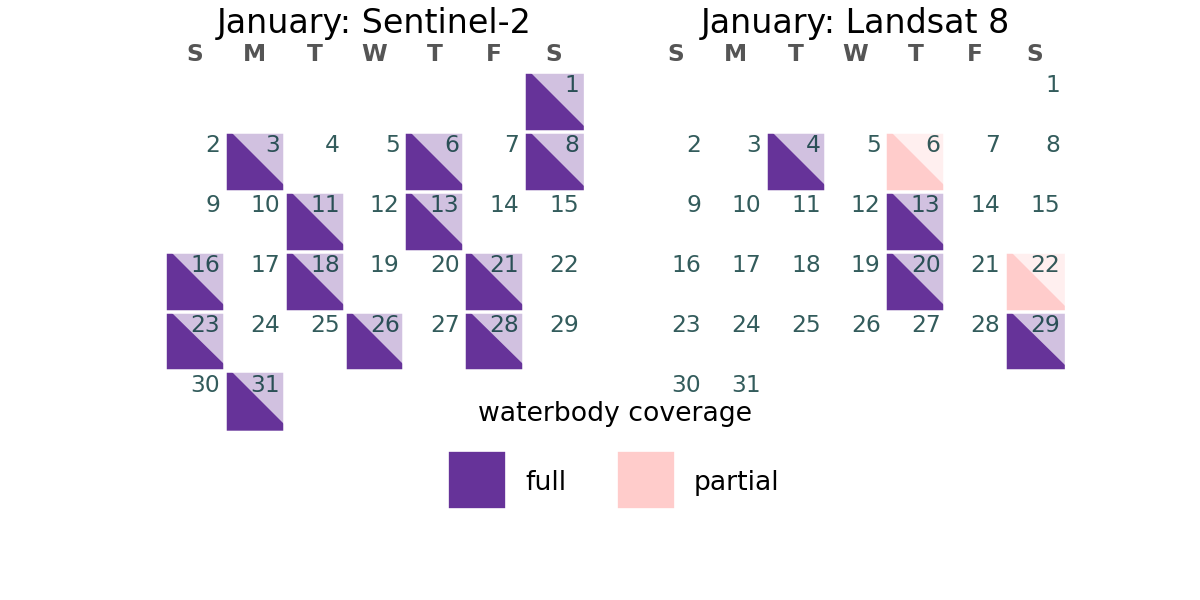 January: Sentinel-2
S M T W T F S
1
2 3 4 5 6 7 8
9 10 11 12 13 14 15
16 17 18 19 20 21 22
23 24 25 26 27 28 29
30 31
January: Landsat 8
S M T W T F S
1
2 3 4 5 6 7 8
9 10 11 12 13 14 15
16 17 18 19 20 21 22
23 24 25 26 27 28 29
30 31
waterbody coverage
full partial